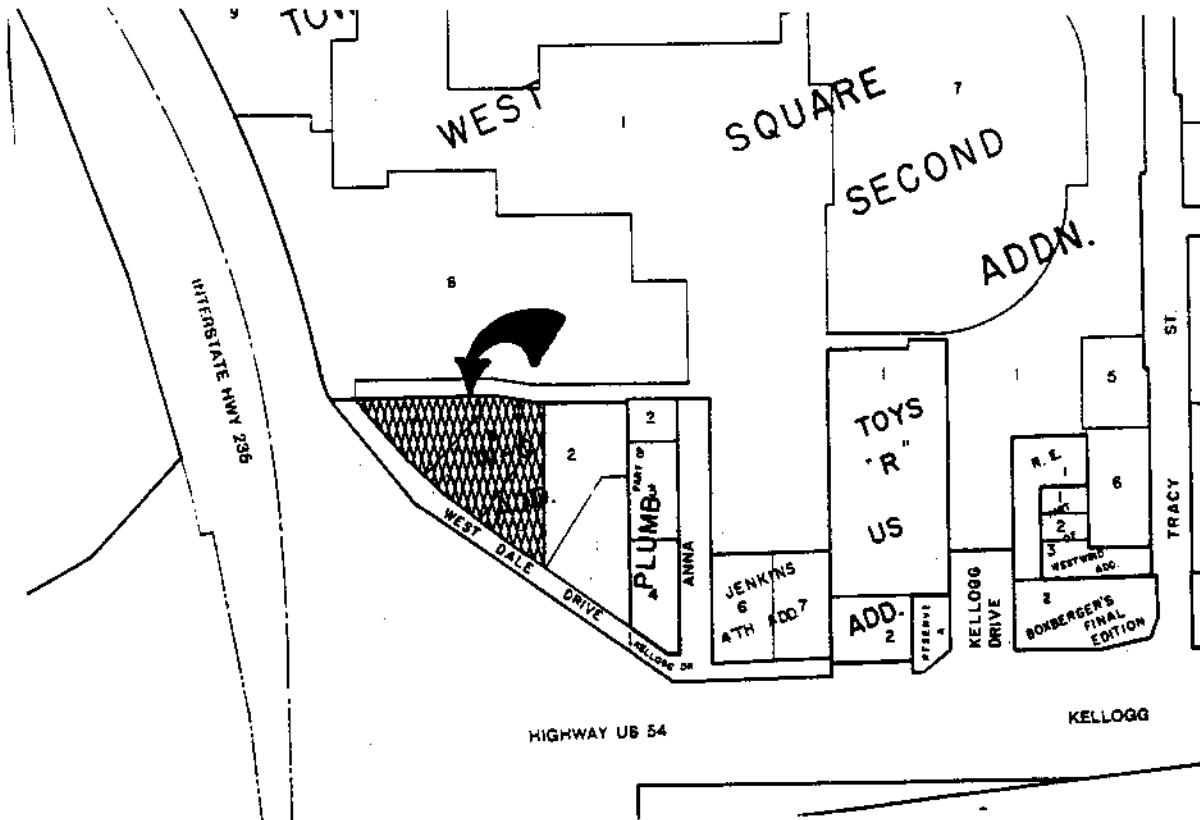 9
WEST
1
SQUARE
7
SECOND
ADDN.
8
INTERSTATE HWY 235
ST.
TRACY
1
TOYS
"R"
US
1
5
2
2
PART OF
PLUMB
4
ANNA
R. E.
1
1
2
OF
3
WESTWIND
ADD.
6
WEST DALE DRIVE
KELLOGG DR
JENKINS
6
4TH ADD.
7
ADD.
2
RESERVE
A
KELLOGG
DRIVE
2
BOXBERGER'S
FINAL
EDITION
HIGHWAY US 54
KELLOGG